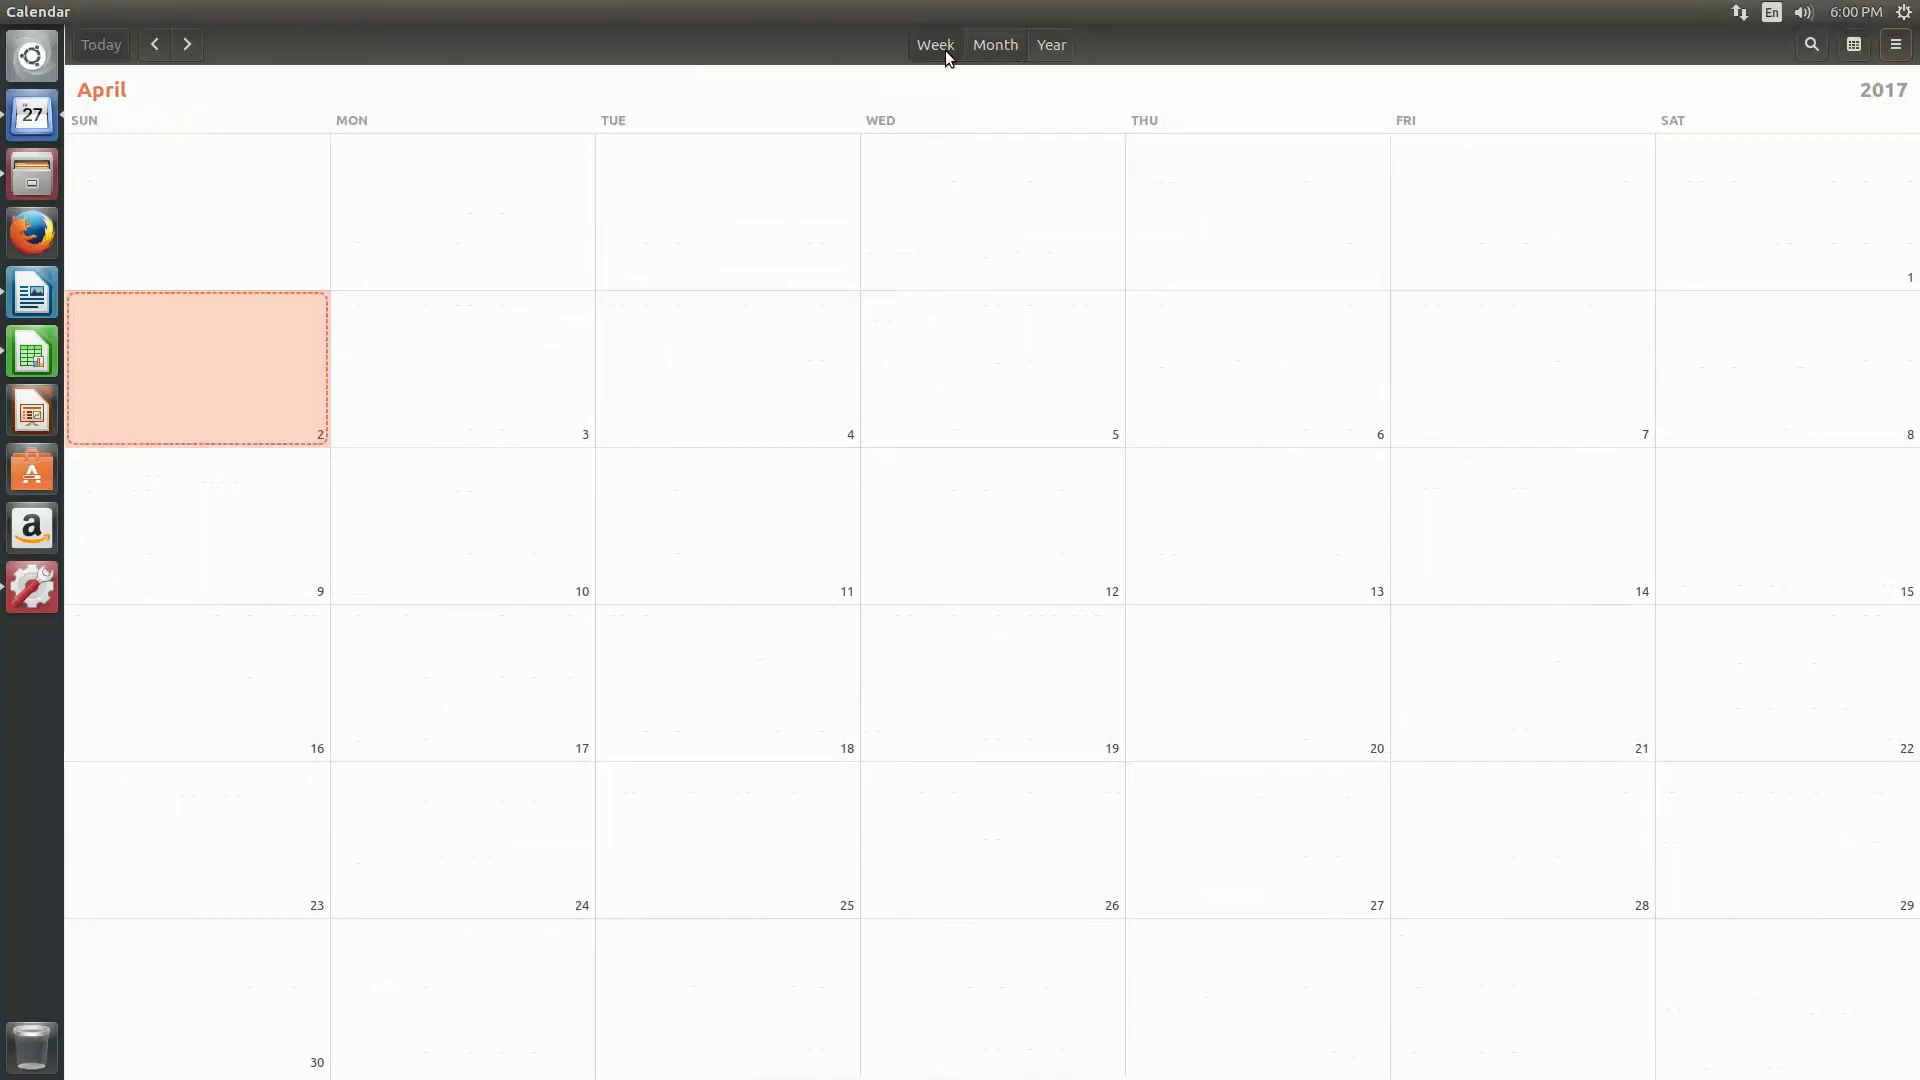 Calendar En 6:00 PM
Today Week Month Year
April 2017
SUN MON TUE WED THU FRI SAT
27
1
2 3 4 5 6 7 8
9 10 11 12 13 14 15
16 17 18 19 20 21 22
23 24 25 26 27 28 29
30